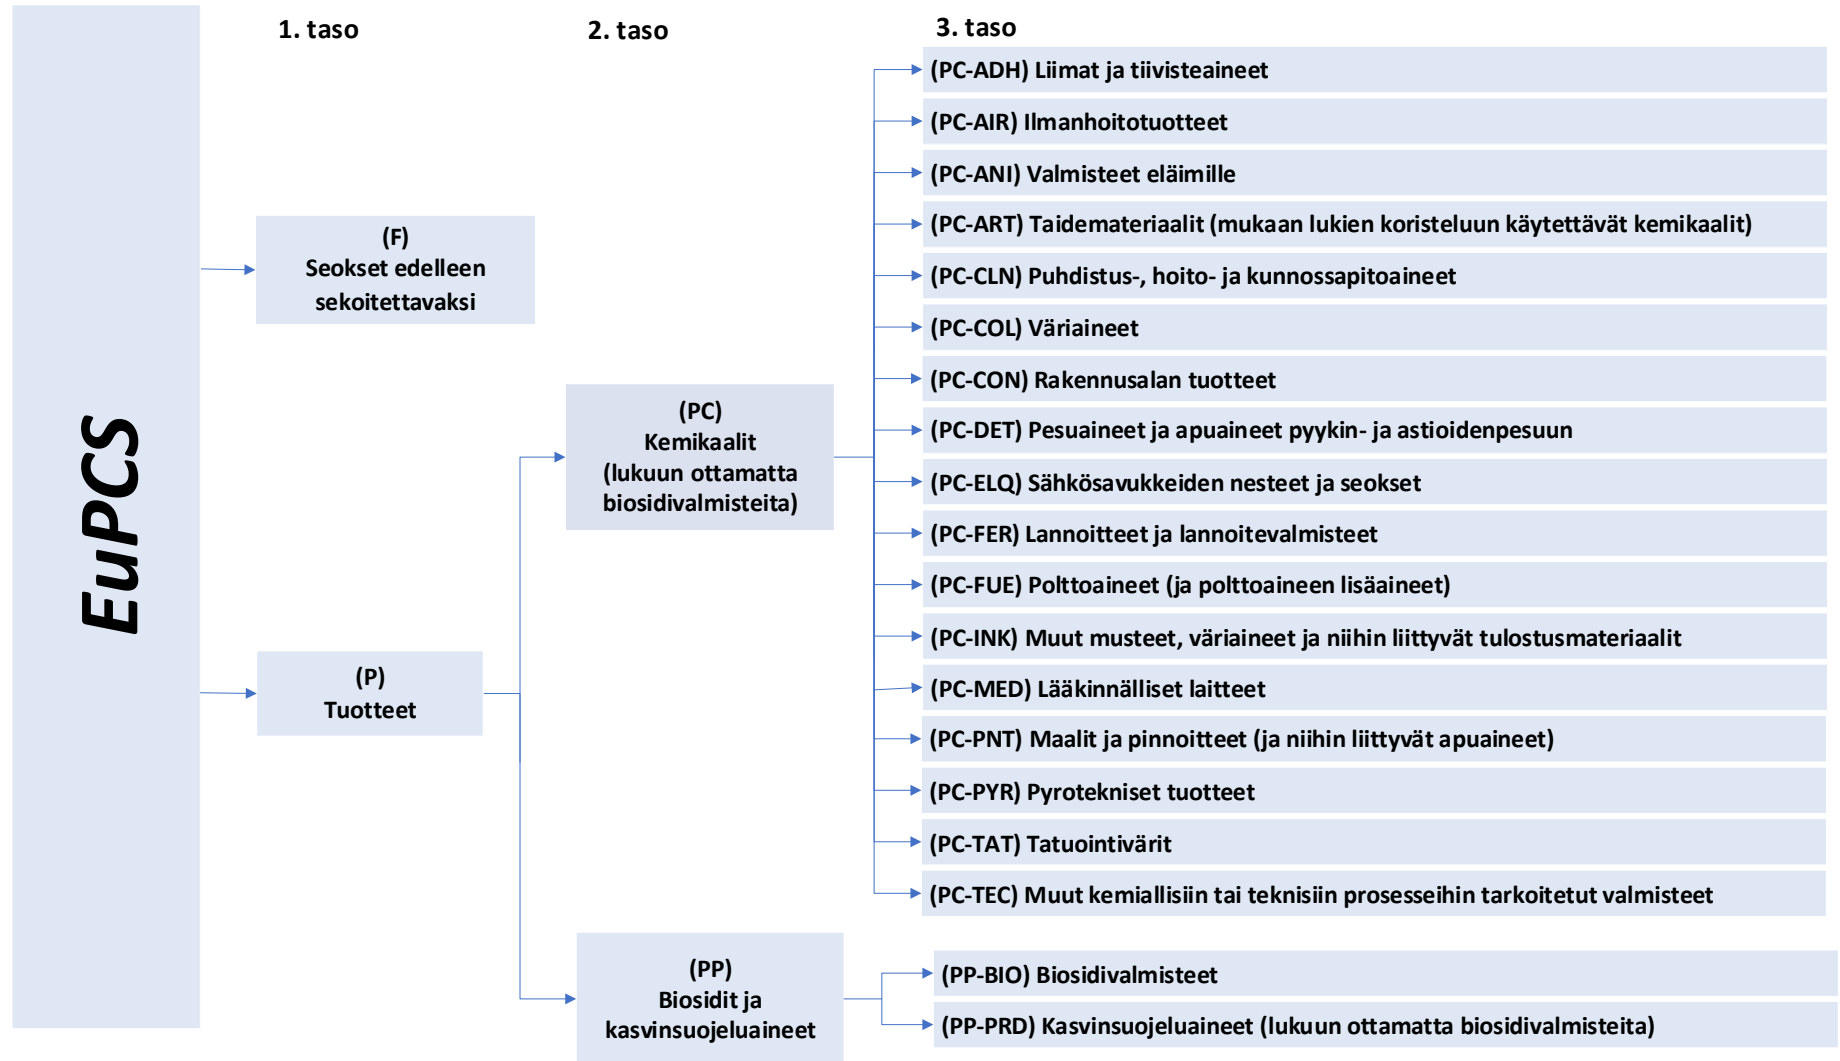 EuPCS
1. taso
2. taso
3. taso
(F)
Seokset edelleen
sekoitettavaksi
(P)
Tuotteet
(PC)
Kemikaalit
(lukuun ottamatta
biosidivalmisteita)
(PP)
Biosidit ja
kasvinsuojeluaineet
(PC-ADH) Liimat ja tiivisteaineet
(PC-AIR) Ilmanhoitotuotteet
(PC-ANI) Valmisteet eläimille
(PC-ART) Taidemateriaalit (mukaan lukien koristeluun käytettävät kemikaalit)
(PC-CLN) Puhdistus-, hoito- ja kunnossapitoaineet
(PC-COL) Väriaineet
(PC-CON) Rakennusalan tuotteet
(PC-DET) Pesuaineet ja apuaineet pyykin- ja astioidenpesuun
(PC-ELQ) Sähkösavukkeiden nesteet ja seokset
(PC-FER) Lannoitteet ja lannoitevalmisteet
(PC-FUE) Polttoaineet (ja polttoaineen lisäaineet)
(PC-INK) Muut musteet, väriaineet ja niihin liittyvät tulostusmateriaalit
(PC-MED) Lääkinnälliset laitteet
(PC-PNT) Maalit ja pinnoitteet (ja niihin liittyvät apuaineet)
(PC-PYR) Pyrotekniset tuotteet
(PC-TAT) Tatuointivärit
(PC-TEC) Muut kemiallisiin tai teknisiin prosesseihin tarkoitetut valmisteet
(PP-BIO) Biosidivalmisteet
(PP-PRD) Kasvinsuojeluaineet (lukuun ottamatta biosidivalmisteita)